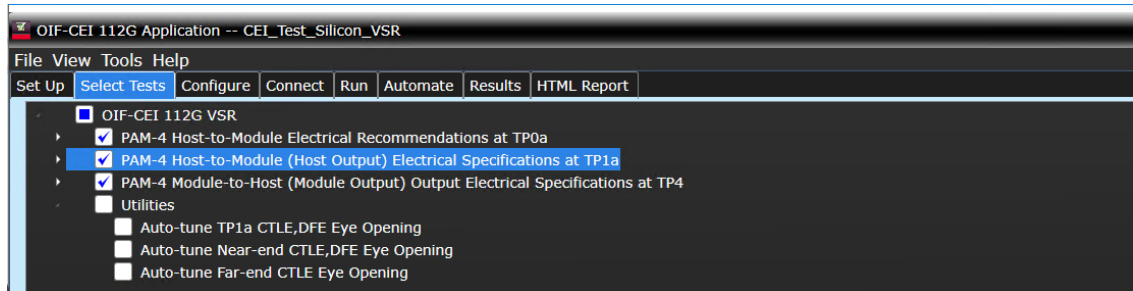 OIF-CEI 112G Application -- CEI_Test_Silicon_VSR
File View Tools Help
Set Up Select Tests Configure Connect Run Automate Results HTML Report
OIF-CEI 112G VSR
PAM-4 Host-to-Module Electrical Recommendations at TP0a
PAM-4 Host-to-Module (Host Output) Electrical Specifications at TP1a
PAM-4 Module-to-Host (Module Output) Output Electrical Specifications at TP4
Utilities
Auto-tune TP1a CTLE,DFE Eye Opening
Auto-tune Near-end CTLE,DFE Eye Opening
Auto-tune Far-end CTLE Eye Opening